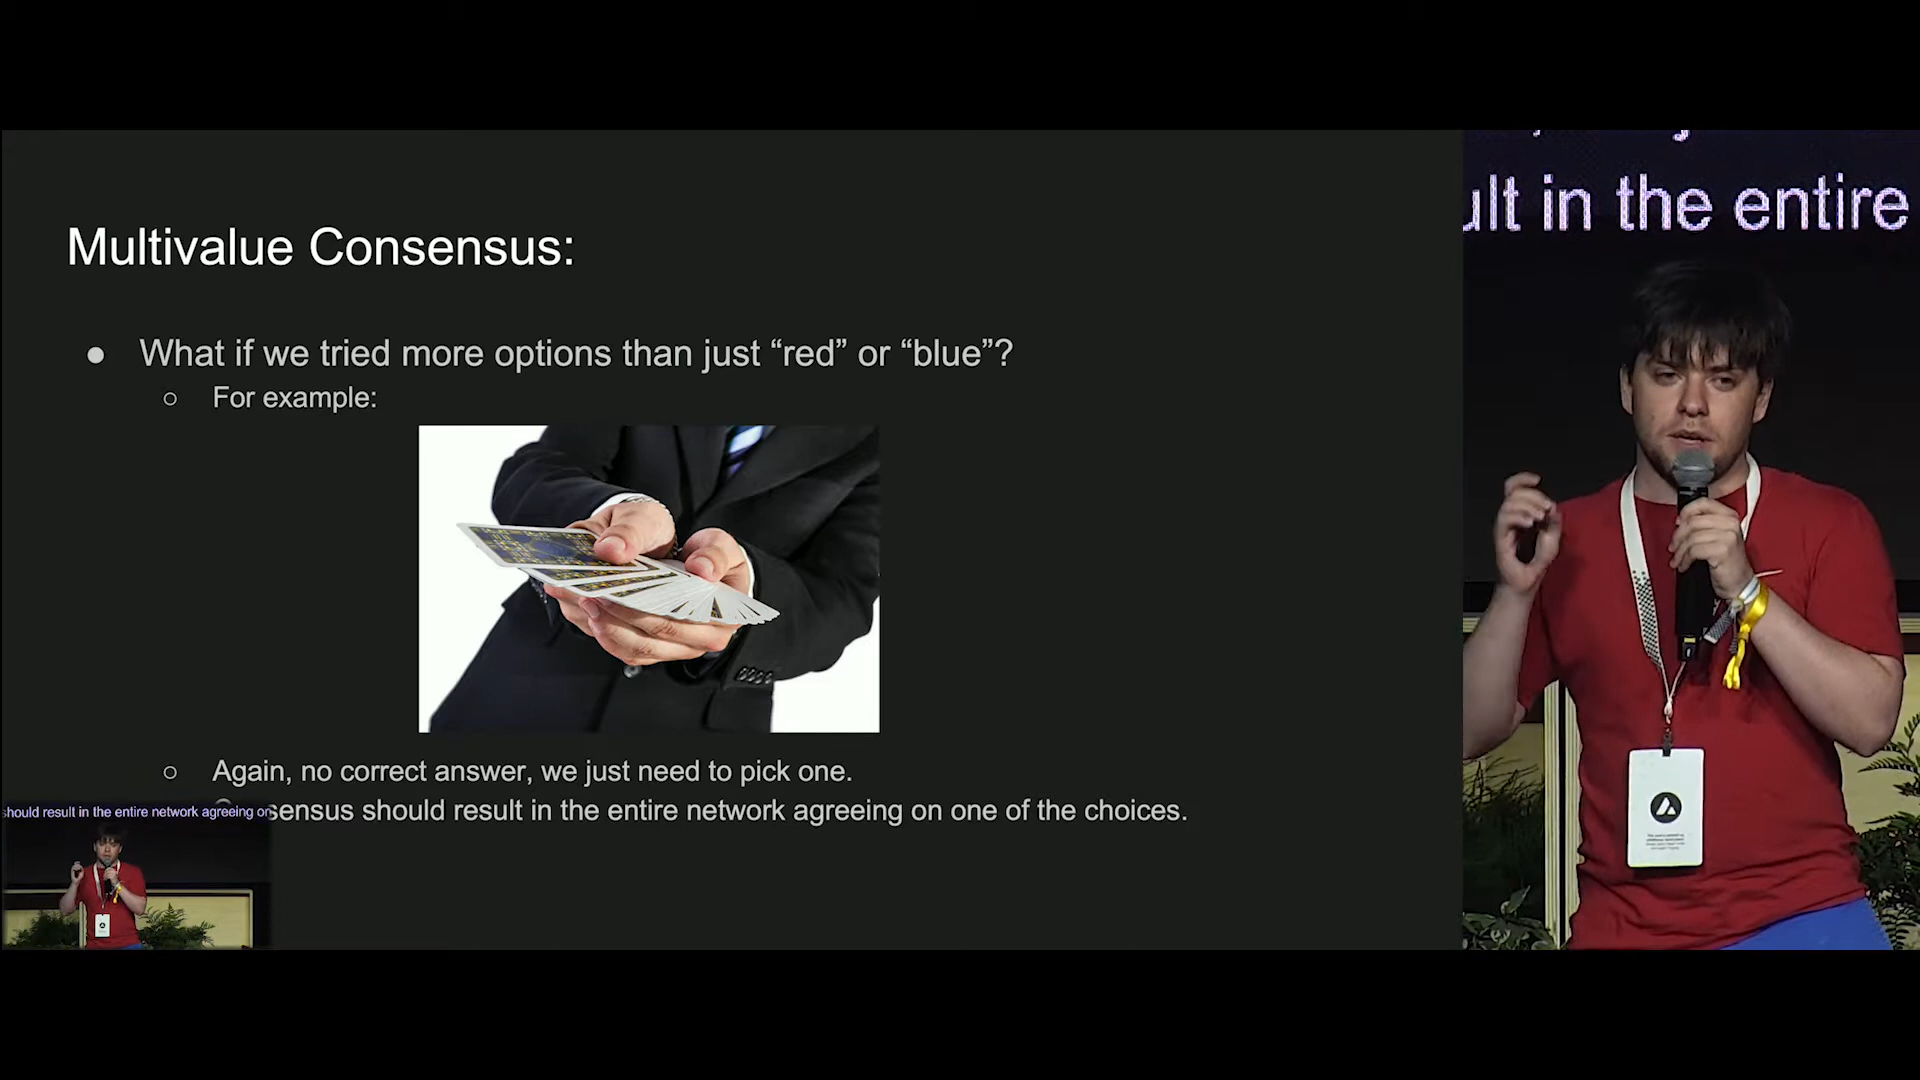 Multivalue Consensus:
● What if we tried more options than just “red” or “blue”?
○ For example:
○ Again, no correct answer, we just need to pick one.
sensus should result in the entire network agreeing on one of the choices.
should result in the entire network agreeing on
ult in the entire